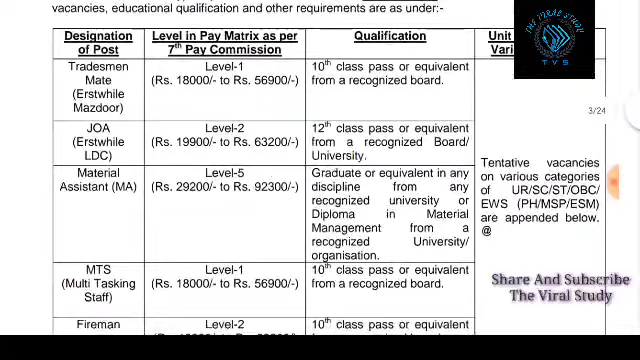 vacancies, educational qualification and other requirements are as under:-
THE VIRAL STUDY
TVS
Designation of Post
Level in Pay Matrix as per 7th Pay Commission
Qualification
Unit
Vari
Tradesmen
Mate
(Erstwhile
Mazdoor)
Level-1
(Rs. 18000/- to Rs. 56900/-)
10th class pass or equivalent
from a recognized board.
3/24
JOA
(Erstwhile
LDC)
Level-2
(Rs. 19900/- to Rs. 63200/-)
12th class pass or equivalent
from a recognized Board/
University.
Material
Assistant (MA)
Level-5
(Rs. 29200/- to Rs. 92300/-)
Graduate or equivalent in any
discipline from any
recognized university or
Diploma in Material
Management from a
recognized University/
organisation.
Tentative vacancies
on various categories
of UR/SC/ST/OBC/
EWS (PH/MSP/ESM)
are appended below.
@
MTS
(Multi Tasking
Staff)
Level-1
(Rs. 18000/- to Rs. 56900/-)
10th class pass or equivalent
from a recognized board.
Share And Subscribe
The Viral Study
Fireman
Level-2
10th class pass or equivalent